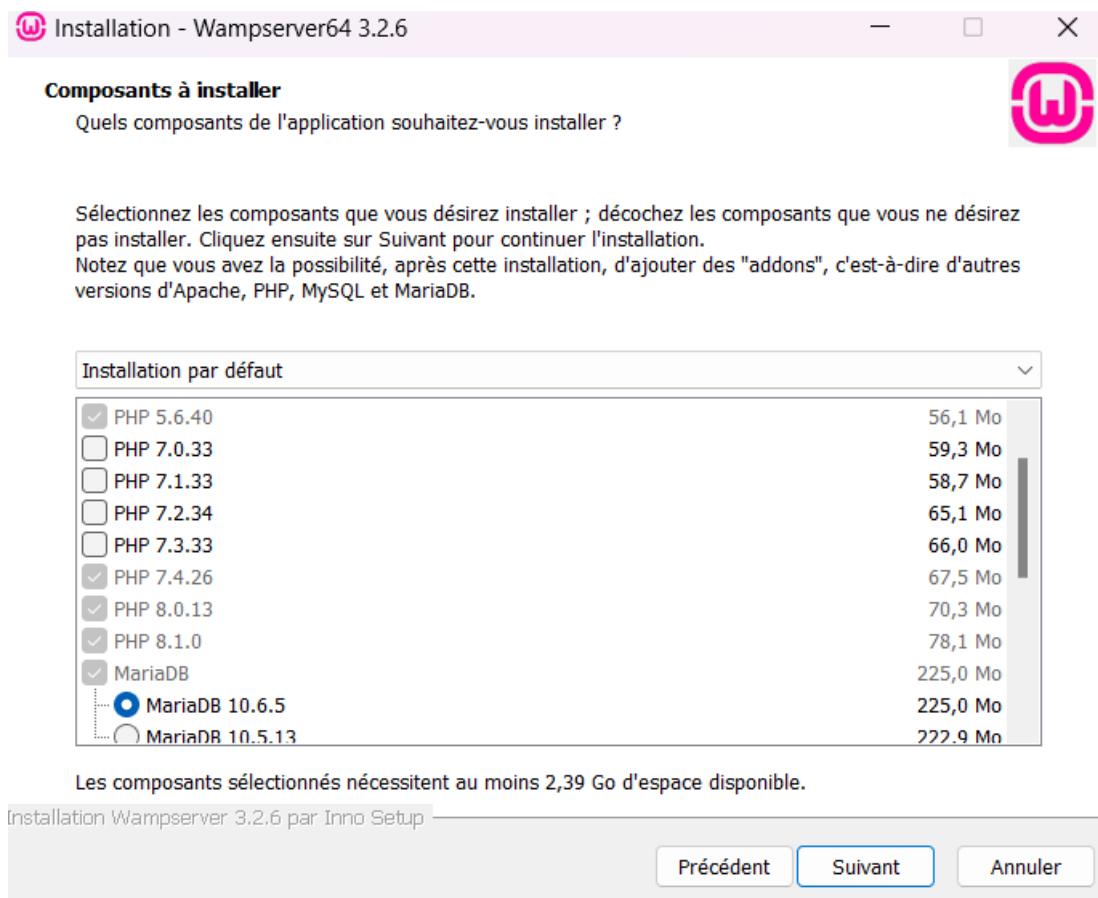 Installation - Wampserver64 3.2.6
Composants à installer
Quels composants de l'application souhaitez-vous installer ?
Sélectionnez les composants que vous désirez installer ; décochez les composants que vous ne désirez
pas installer. Cliquez ensuite sur Suivant pour continuer l'installation.
Notez que vous avez la possibilité, après cette installation, d'ajouter des "addons", c'est-à-dire d'autres
versions d'Apache, PHP, MySQL et MariaDB.
Installation par défaut
PHP 5.6.40 56,1 Mo
PHP 7.0.33 59,3 Mo
PHP 7.1.33 58,7 Mo
PHP 7.2.34 65,1 Mo
PHP 7.3.33 66,0 Mo
PHP 7.4.26 67,5 Mo
PHP 8.0.13 70,3 Mo
PHP 8.1.0 78,1 Mo
MariaDB 225,0 Mo
MariaDB 10.6.5 225,0 Mo
MariaDB 10.5.13 222,9 Mo
Les composants sélectionnés nécessitent au moins 2,39 Go d'espace disponible.
Installation Wampserver 3.2.6 par Inno Setup
Précédent Suivant Annuler